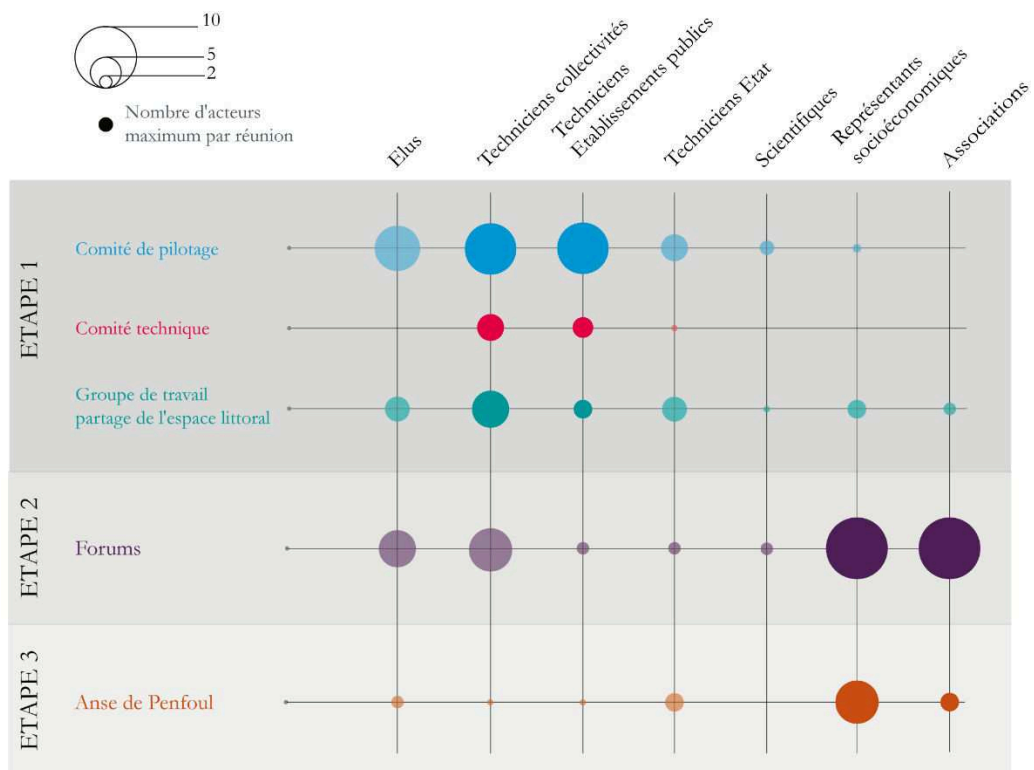 10
5
2
Nombre d'acteurs
maximum par réunion
Elus
Techniciens collectivités
Techniciens
Etablissements publics
Techniciens Etat
Scientifiques
Représentants
socioéconomiques
Associations
ETAPE 1
Comité de pilotage
Comité technique
Groupe de travail
partage de l'espace littoral
ETAPE 2
Forums
ETAPE 3
Anse de Penfoul